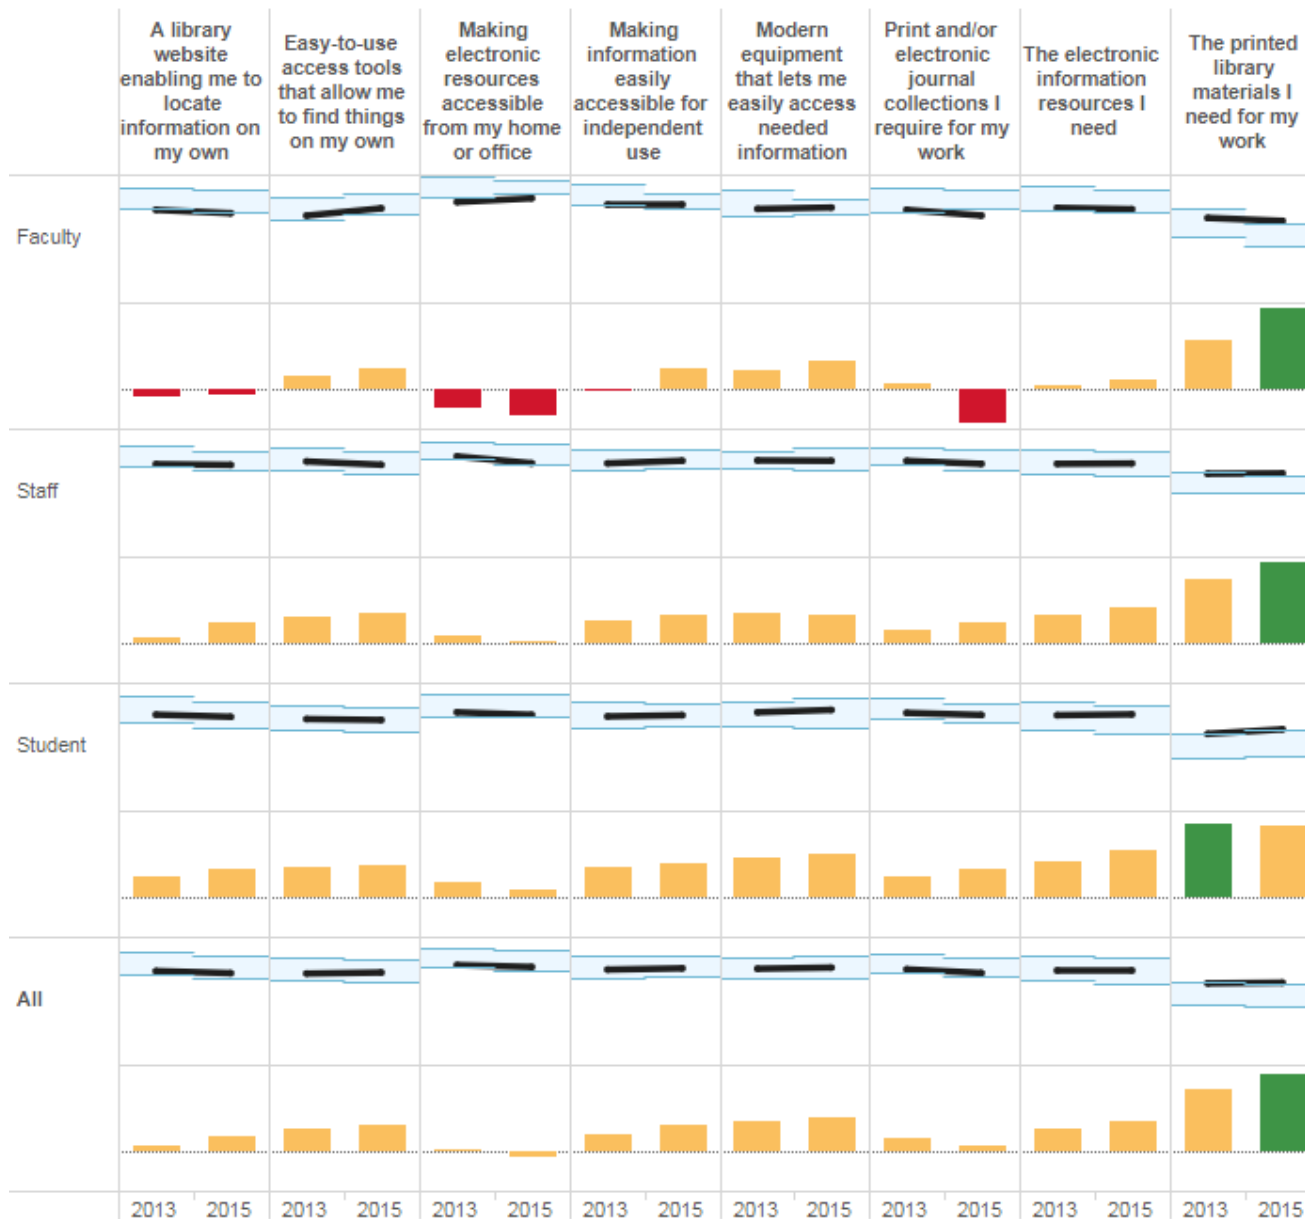 A library
website
enabling me to
locate
information on
my own
Easy-to-use
access tools
that allow me
to find things
on my own
Making
electronic
resources
accessible
from my home
or office
Making
information
easily
accessible for
independent
use
Modern
equipment
that lets me
easily access
needed
information
Print and/or
electronic
journal
collections I
require for my
work
The electronic
information
resources I
need
The printed
library
materials I
need for my
work
Faculty
Staff
Student
All
2013 2015 2013 2015 2013 2015 2013 2015 2013 2015 2013 2015 2013 2015 2013 2015